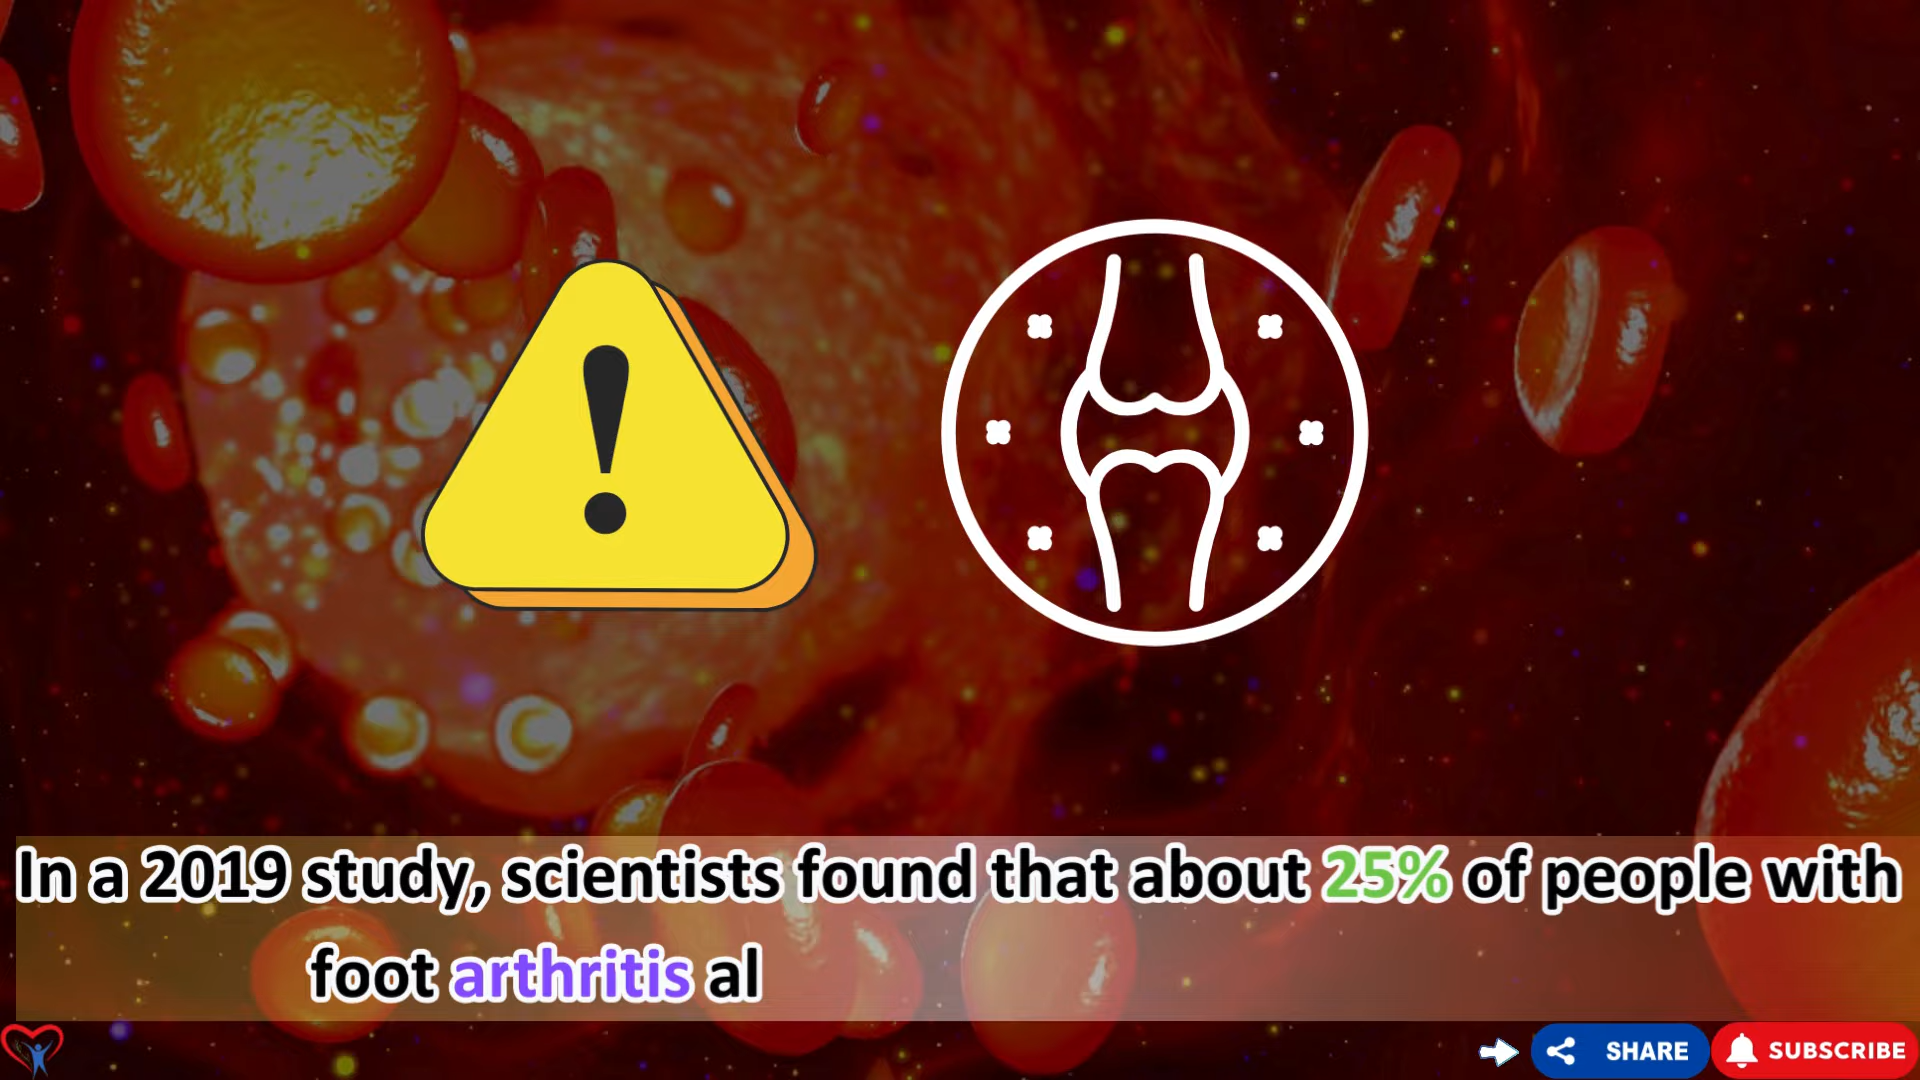 In a 2019 study, scientists found that about 25% of people with
foot arthritis al
SHARE
SUBSCRIBE